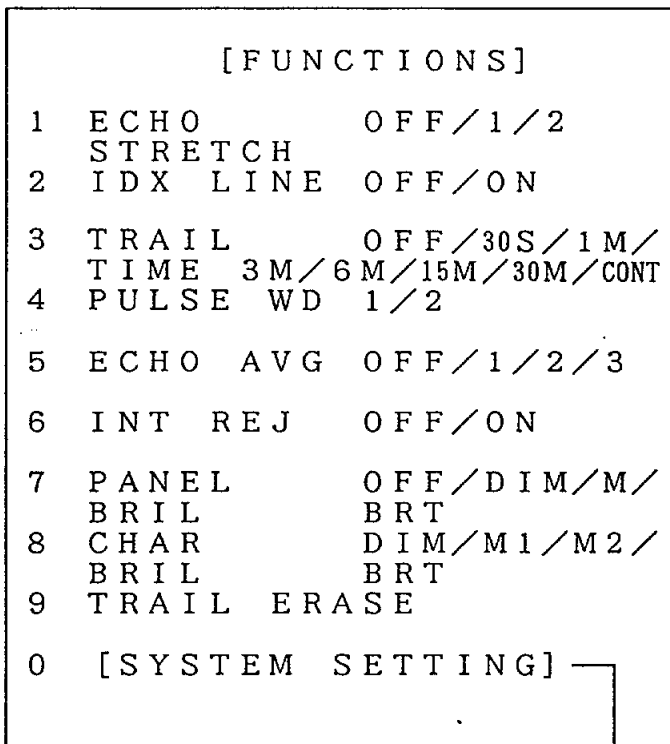 [FUNCTIONS]
1 ECHO OFF/1/2
STRETCH
2 IDX LINE OFF/ON
3 TRAIL OFF/30S/1M/
TIME 3M/6M/15M/30M/CONT
4 PULSE WD 1/2
5 ECHO AVG OFF/1/2/3
6 INT REJ OFF/ON
7 PANEL OFF/DIM/M/
BRIL BRT
8 CHAR DIM/M1/M2/
BRIL BRT
9 TRAIL ERASE
0 [SYSTEM SETTING]